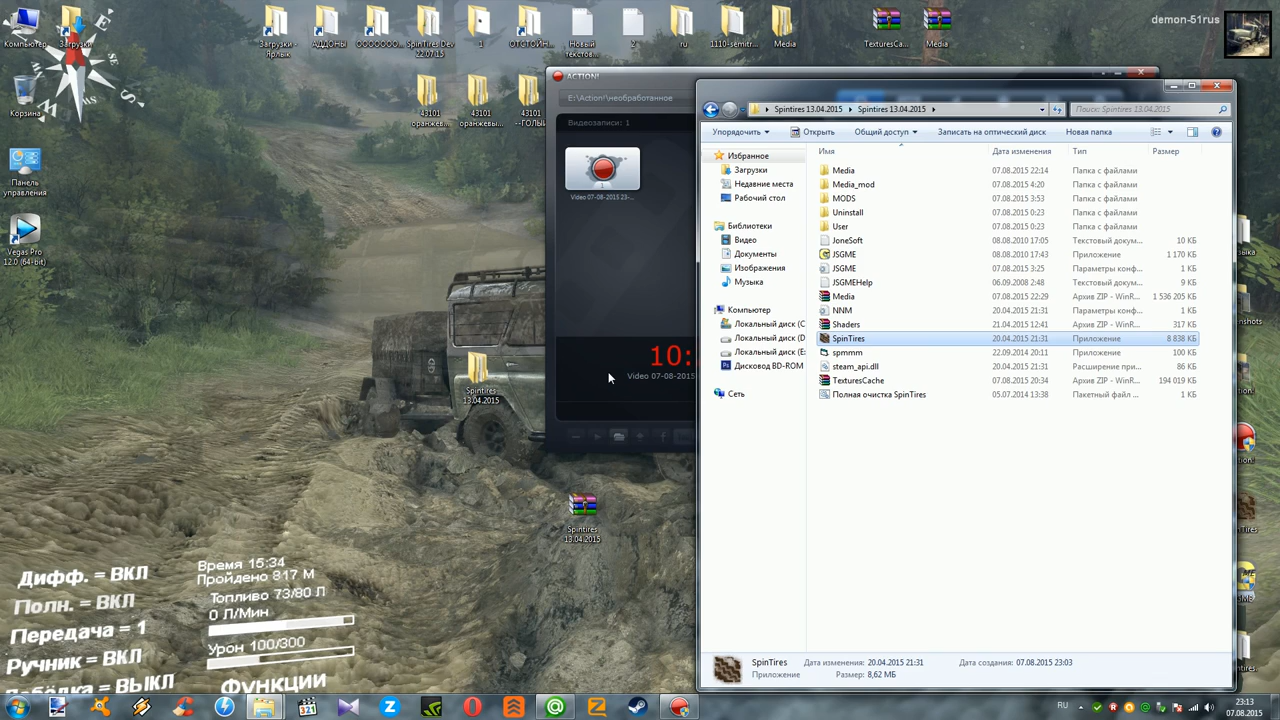 Компьютер
Загрузки
Загрузки -
Ярлык
АДДОНЫ
SpinTires Dev
22.07.15
1
Новый
текстов...
2
ru
1110-semitr...
Media
TexturesCa...
Media
demon-51rus
Корзина
43101
оранжев...
43101
оранжевы...
43101
--ГОЛЫЙ
Панель
управления
Vegas Pro
12.0 (64-bit)
Spintires
13.04.2015
Spintires
13.04.2015
ACTION!
E:\Action!\необработанное
Видеозаписи: 1
1
Video 07-08-2015 23-...
10:
Video 07-08-2015
Spintires 13.04.2015
Spintires 13.04.2015
Поиск: Spintires 13.04.2015
Упорядочить
Открыть
Общий доступ
Записать на оптический диск
Новая папка
Избранное
Загрузки
Недавние места
Рабочий стол
Библиотеки
Видео
Документы
Изображения
Музыка
Компьютер
Локальный диск (C
Локальный диск (D
Локальный диск (E:
Дисковод BD-ROM
Сеть
Имя Дата изменения Тип Размер
Media 07.08.2015 22:14 Папка с файлами
Media_mod 07.08.2015 4:20 Папка с файлами
MODS 07.08.2015 3:53 Папка с файлами
Uninstall 07.08.2015 0:23 Папка с файлами
User 07.08.2015 0:23 Папка с файлами
JoneSoft 08.08.2010 17:05 Текстовый докум... 10 КБ
JSGME 08.08.2010 17:43 Приложение 1 170 КБ
JSGME 07.08.2015 3:25 Параметры конф... 1 КБ
JSGMEHelp 06.09.2008 2:48 Текстовый докум... 9 КБ
Media 07.08.2015 22:29 Архив ZIP - WinR... 1 536 205 КБ
NNM 20.04.2015 21:31 Параметры конф... 1 КБ
Shaders 21.04.2015 12:41 Архив ZIP - WinR... 317 КБ
SpinTires 20.04.2015 21:31 Приложение 8 838 КБ
spmmm 22.09.2014 20:11 Приложение 100 КБ
steam_api.dll 20.04.2015 21:31 Расширение при... 86 КБ
TexturesCache 07.08.2015 20:34 Архив ZIP - WinR... 194 019 КБ
Полная очистка SpinTires 05.07.2014 13:38 Пакетный файл ... 1 КБ
SpinTires Дата изменения: 20.04.2015 21:31 Дата создания: 07.08.2015 23:03
Приложение Размер: 8,62 МБ
Дифф. = ВКЛ
Полн. = ВКЛ
Передача = 1
Ручник = ВКЛ
Лебёдка = ВЫКЛ
Время 15:34
Пройдено 817 М
Топливо 73/80 Л
0 Л/Мин
Урон 100/300
Функции
RU
23:13
07.08.2015